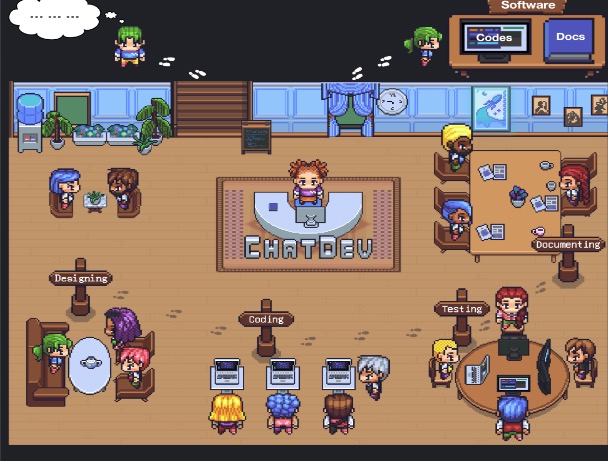 Software
... ... ...
Codes
Docs
CHATDEV
Documenting
Designing
Testing
Coding